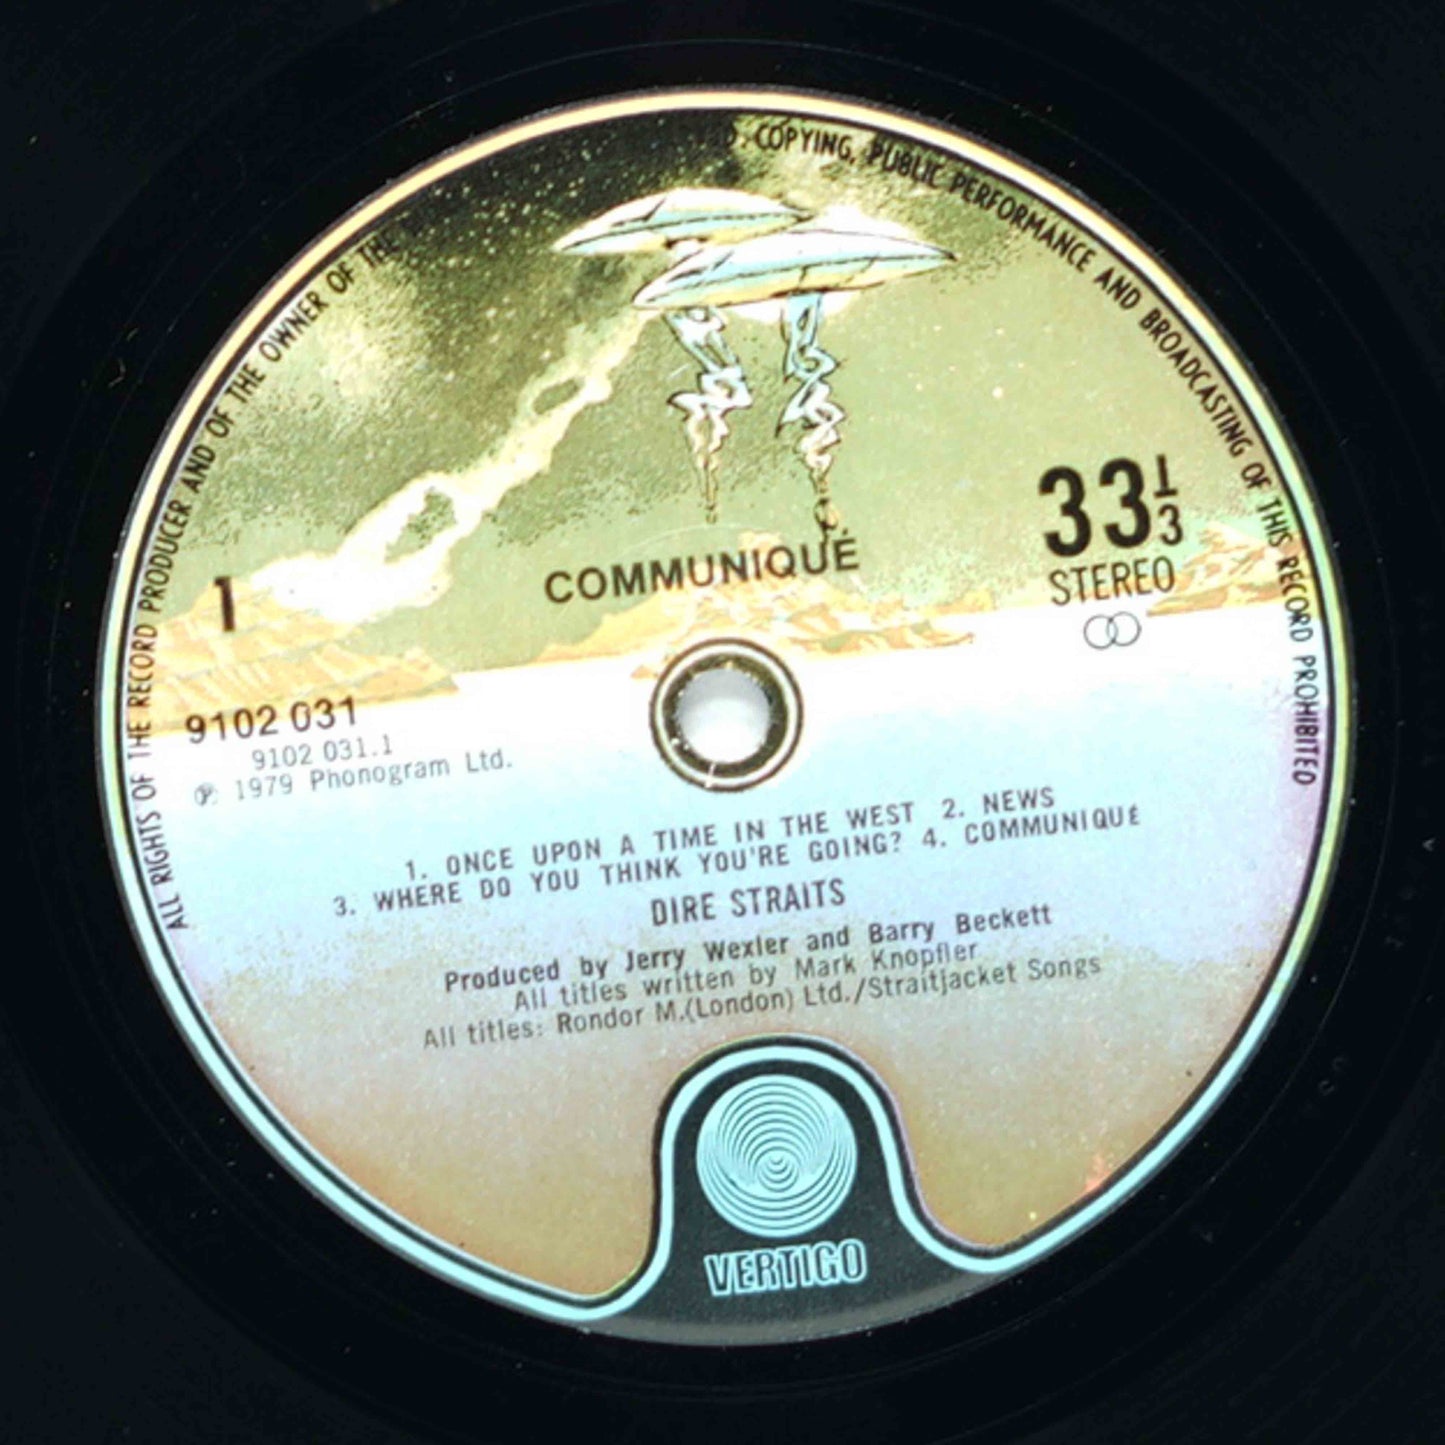 ALL RIGHTS OF THE RECORD PRODUCER AND OF THE OWNER OF THE COPYING, PUBLIC PERFORMANCE AND BROADCASTING OF THIS RECORD PROHIBITED
COMMUNIQUÉ
33 1/3
STEREO
1
9102 031
9102 031.1
℗ 1979 Phonogram Ltd.
1. ONCE UPON A TIME IN THE WEST 2. NEWS
3. WHERE DO YOU THINK YOU'RE GOING? 4. COMMUNIQUÉ
DIRE STRAITS
Produced by Jerry Wexler and Barry Beckett
All titles written by Mark Knopfler
All titles: Rondor M.(London) Ltd./Straitjacket Songs
VERTIGO